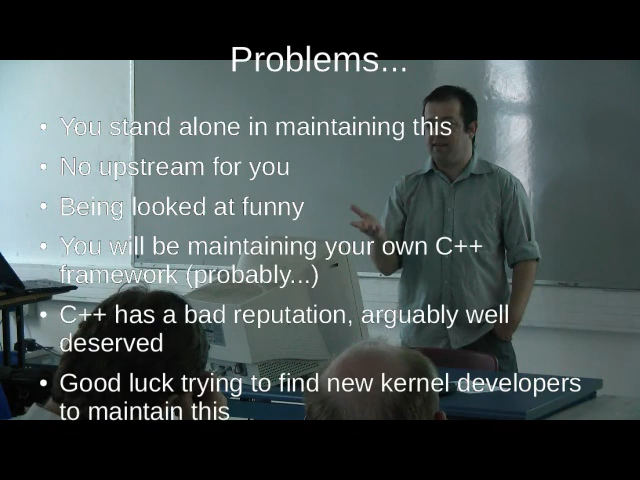 Problems...
• You stand alone in maintaining this
• No upstream for you
• Being looked at funny
• You will be maintaining your own C++
framework (probably...)
• C++ has a bad reputation, arguably well
deserved
• Good luck trying to find new kernel developers
to maintain this